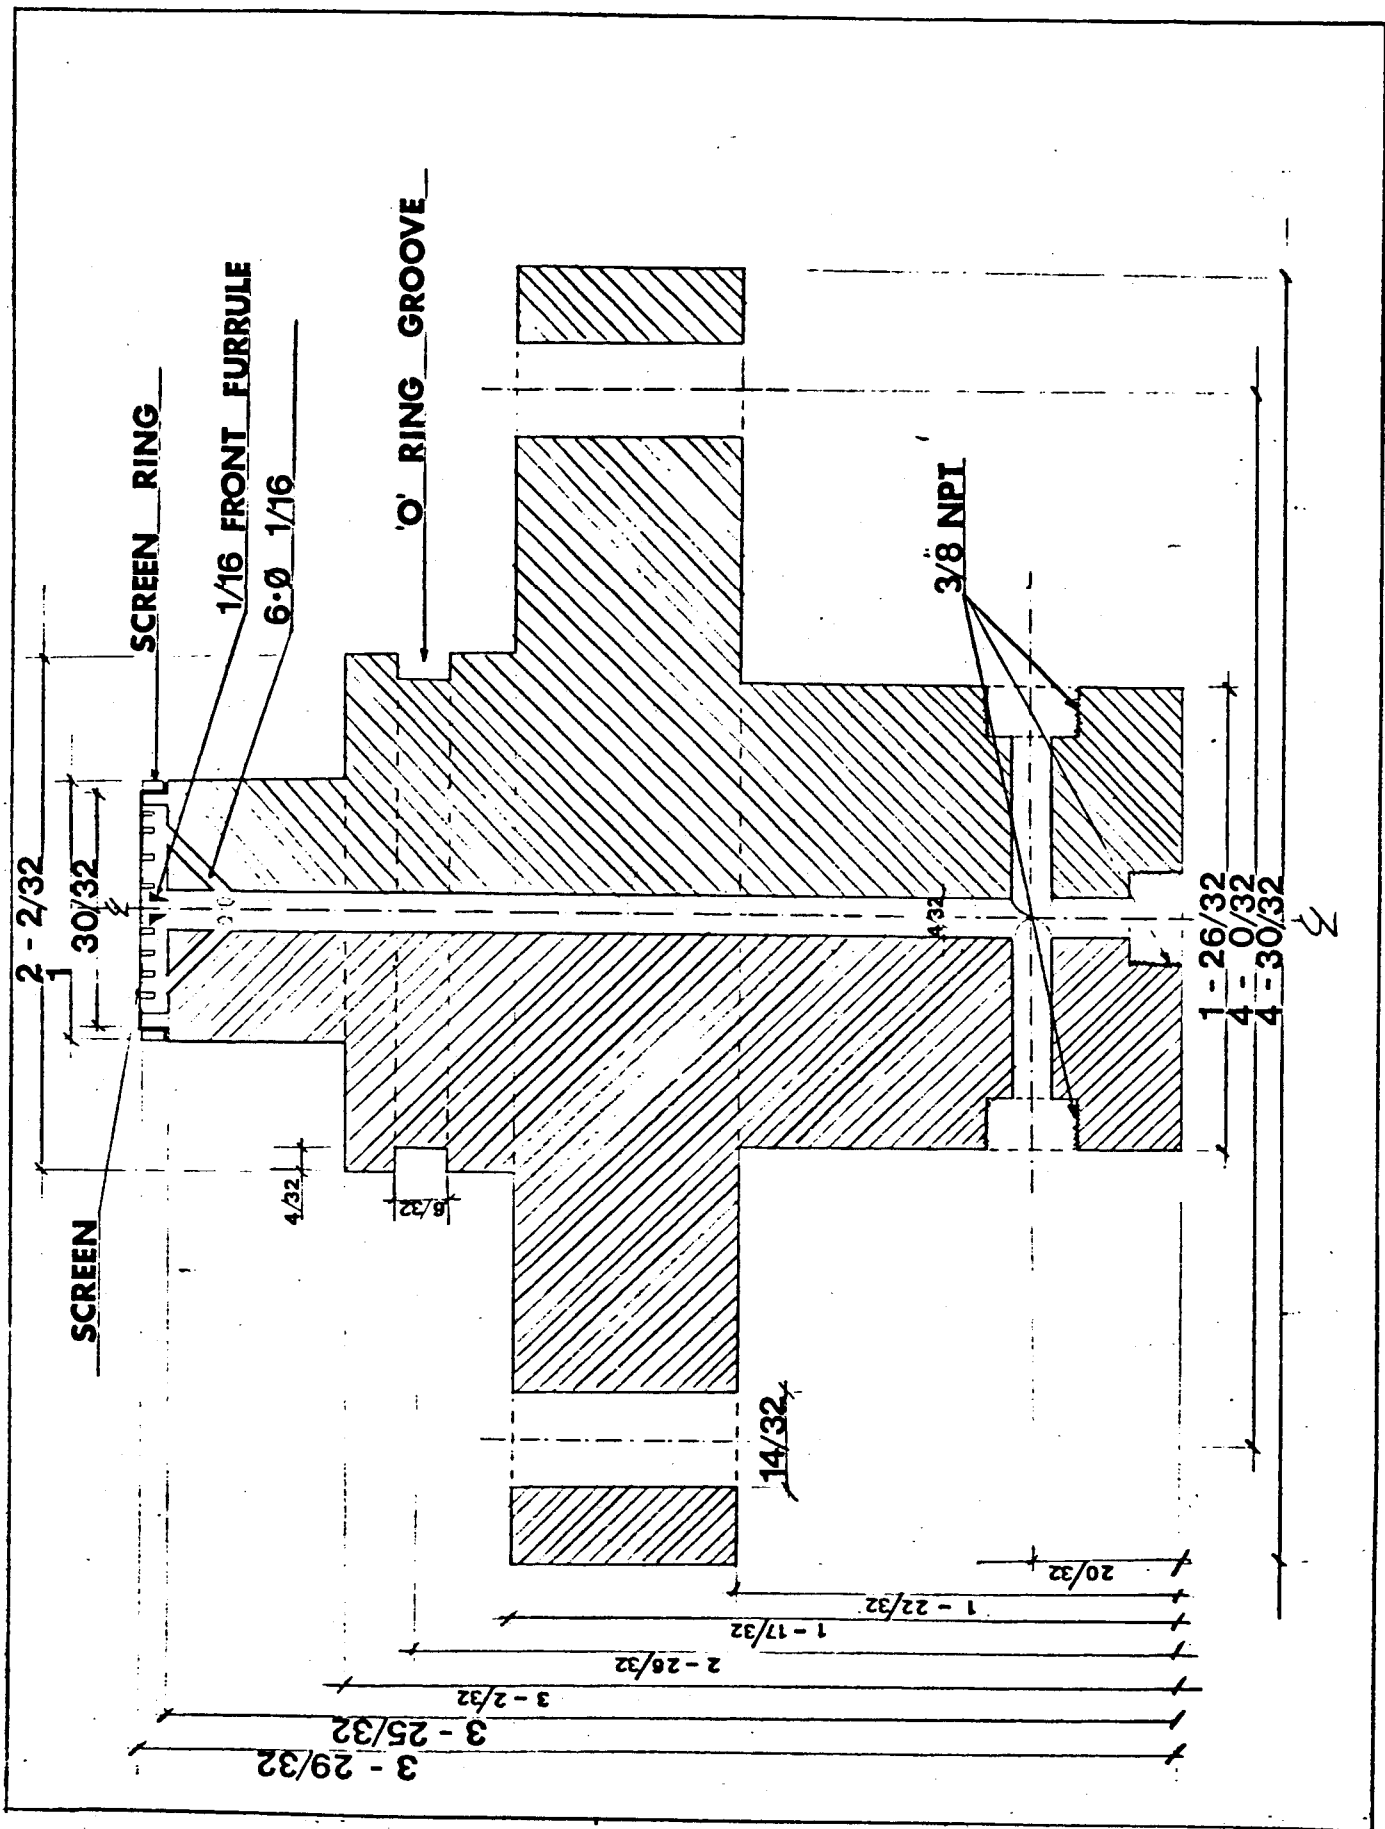 SCREEN
SCREEN RING
1/16 FRONT FURRULE
6·Ø 1/16
'O' RING GROOVE
3/8 NPT
2 - 2/32
1
30/32
4/32
6/32
4/32
14/32
1 - 26/32
4 - 0/32
4 - 30/32
3
20/32
1 - 22/32
1 - 17/32
2 - 26/32
3 - 2/32
3 - 25/32
3 - 29/32